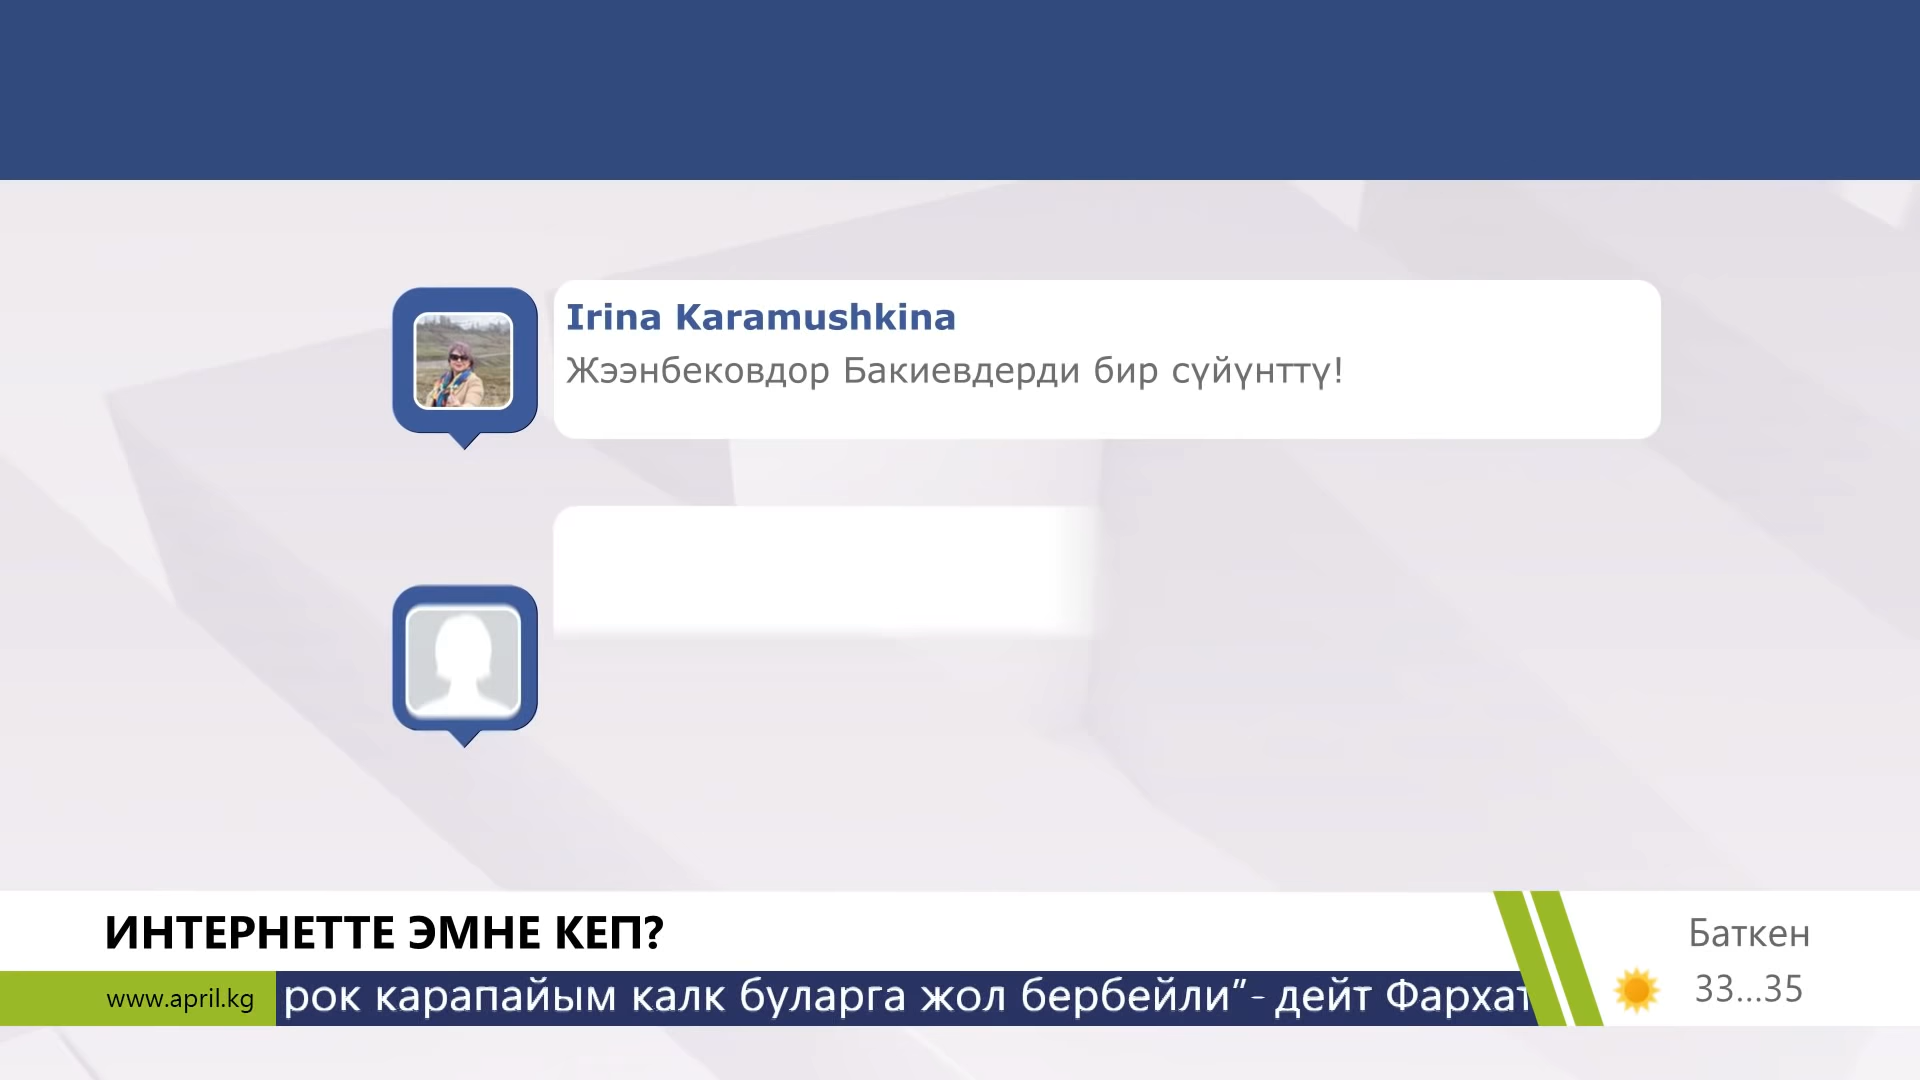 Irina Karamushkina
Жээнбековдор Бакиевдерди бир сүйүнттү!
ИНТЕРНЕТТЕ ЭМНЕ КЕП?
Баткен
33...35
www.april.kg
рок карапайым калк буларга жол бербейли”- дейт Фархат